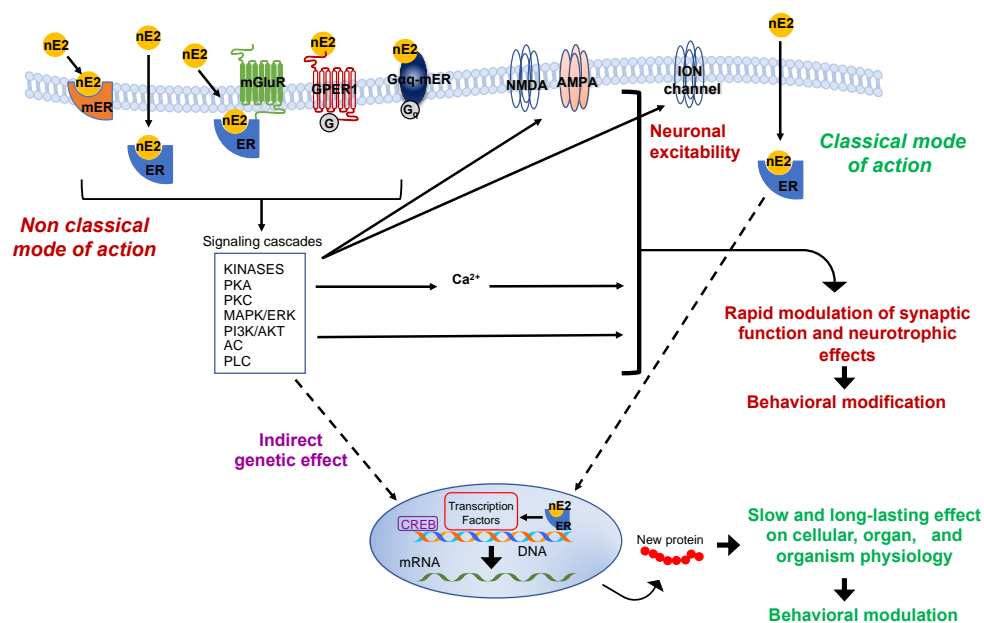 nE2
nE2
nE2
nE2
nE2
nE2
mER
mGluR
GPER1
Gαq-mER
G
Gq
NMDA
AMPA
ION
channel
nE2
ER
nE2
ER
Neuronal
excitability
Classical mode
of action
nE2
ER
Non classical
mode of action
Signaling cascades
KINASES
PKA
PKC
MAPK/ERK
PI3K/AKT
AC
PLC
Ca²⁺
Rapid modulation of synaptic
function and neurotrophic
effects
Behavioral modification
Indirect
genetic effect
CREB
Transcription
Factors
nE2
ER
DNA
mRNA
New protein
Slow and long-lasting effect
on cellular, organ, and
organism physiology
Behavioral modulation
nE2